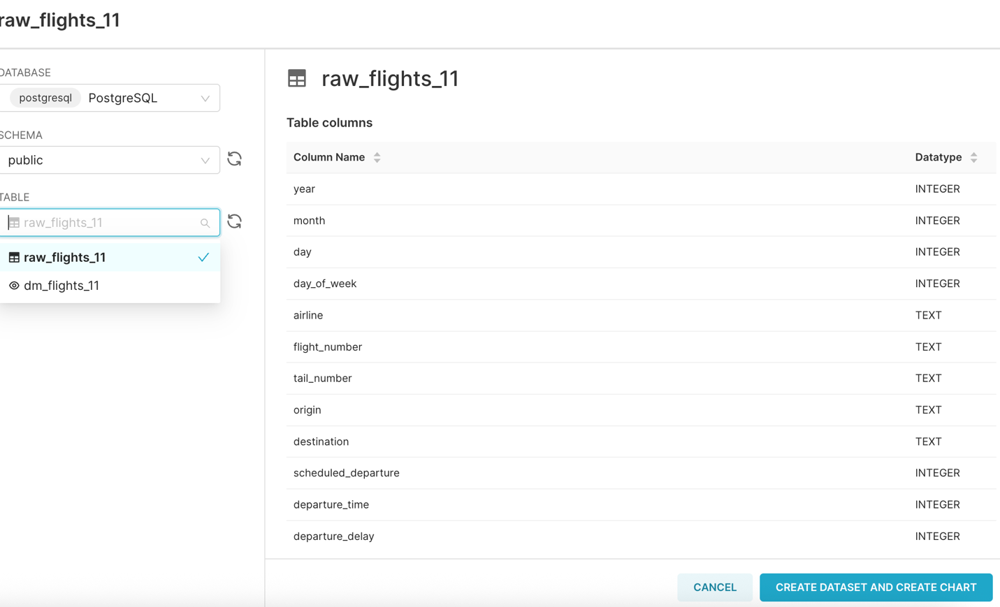 raw_flights_11
DATABASE
postgresql PostgreSQL
SCHEMA
public
TABLE
raw_flights_11
raw_flights_11
dm_flights_11
raw_flights_11
Table columns
Column Name Datatype
year INTEGER
month INTEGER
day INTEGER
day_of_week INTEGER
airline TEXT
flight_number TEXT
tail_number TEXT
origin TEXT
destination TEXT
scheduled_departure INTEGER
departure_time INTEGER
departure_delay INTEGER
CANCEL CREATE DATASET AND CREATE CHART